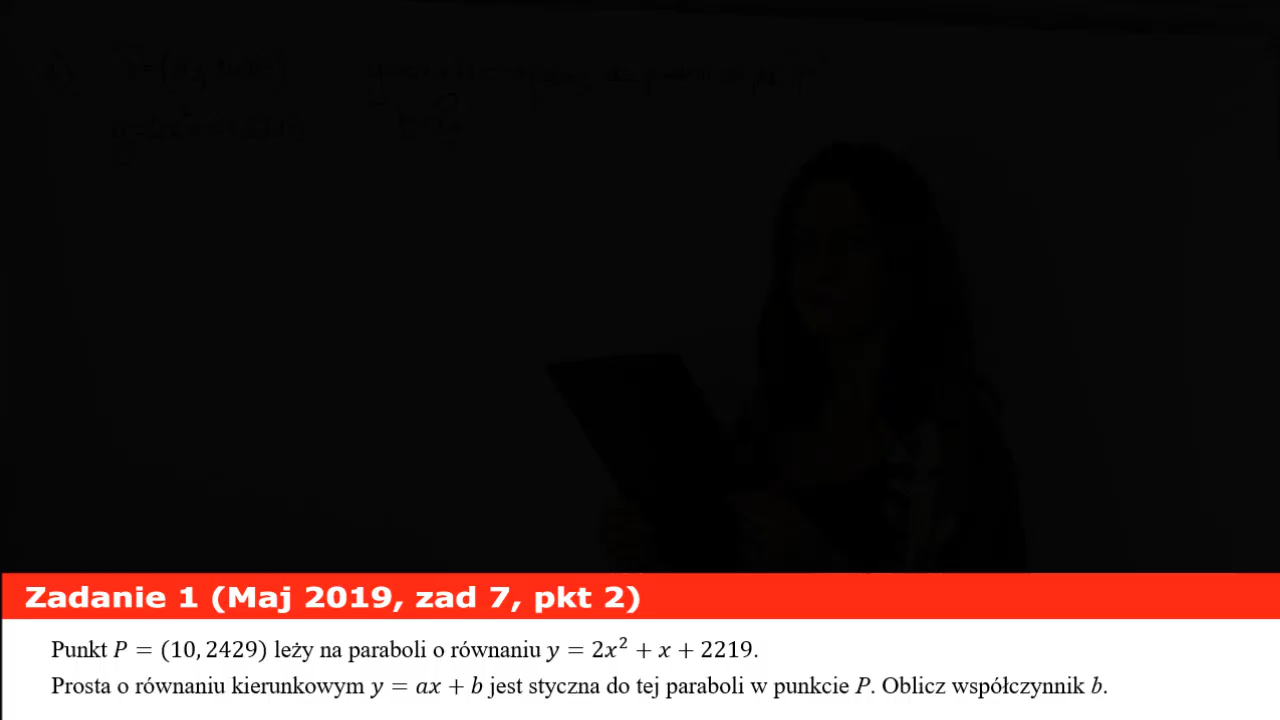 Zadanie 1 (Maj 2019, zad 7, pkt 2)
Punkt P = (10, 2429) leży na paraboli o równaniu y = 2x² + x + 2219.
Prosta o równaniu kierunkowym y = ax + b jest styczna do tej paraboli w punkcie P. Oblicz współczynnik b.